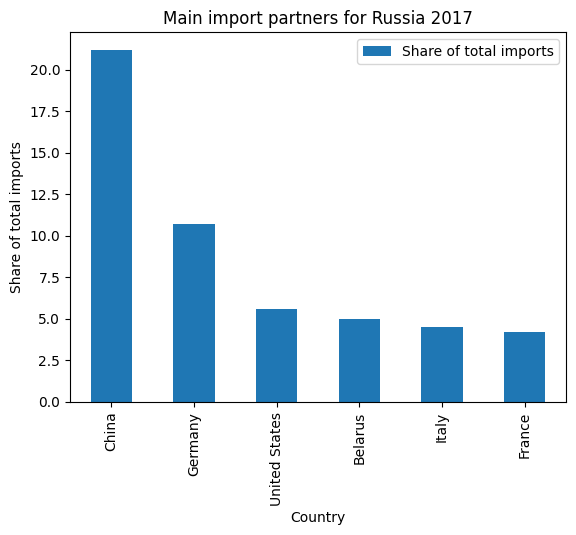 Main import partners for Russia 2017
Share of total imports
Share of total imports
20.0
17.5
15.0
12.5
10.0
7.5
5.0
2.5
0.0
China
Germany
United States
Belarus
Italy
France
Country